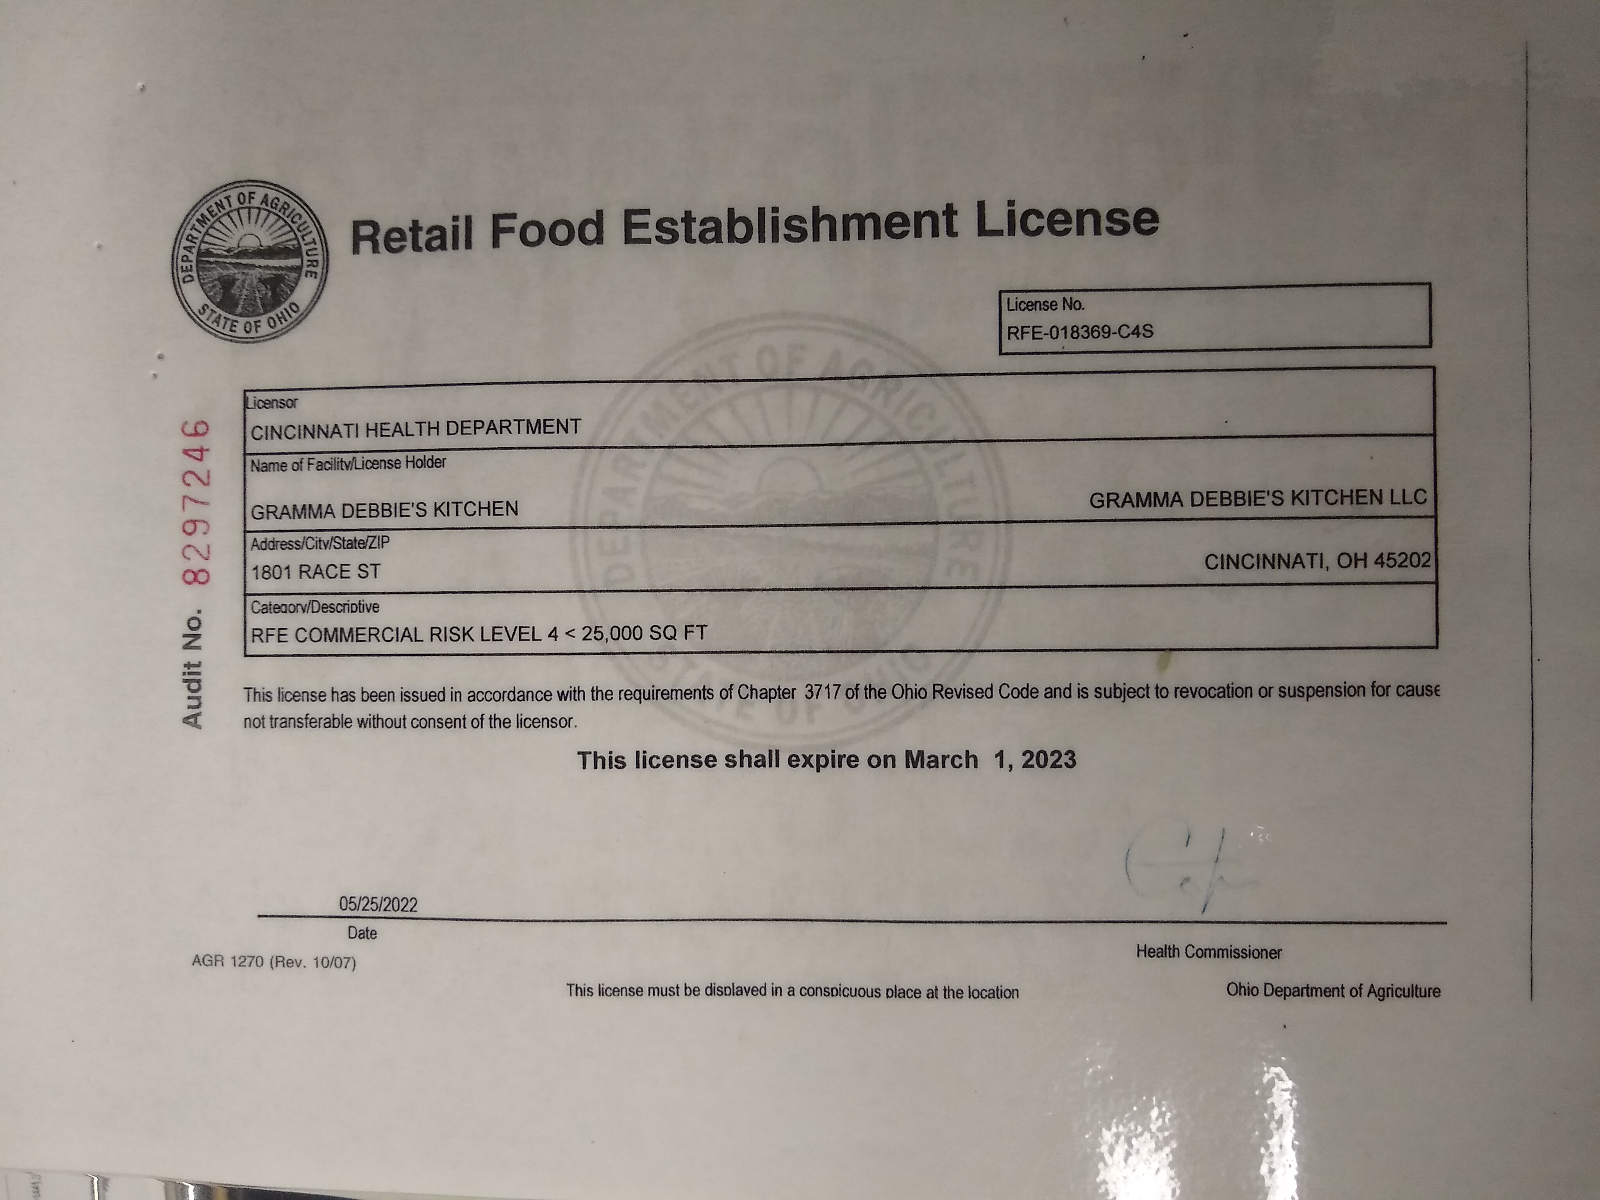 DEPARTMENT OF AGRICULTURE
STATE OF OHIO
Retail Food Establishment License
License No.
RFE-018369-C4S
Licensor
CINCINNATI HEALTH DEPARTMENT
Name of Facility/License Holder
GRAMMA DEBBIE'S KITCHEN GRAMMA DEBBIE'S KITCHEN LLC
Address/City/State/ZIP
1801 RACE ST CINCINNATI, OH 45202
Category/Descriptive
RFE COMMERCIAL RISK LEVEL 4 < 25,000 SQ FT
Audit No. 8297246
This license has been issued in accordance with the requirements of Chapter 3717 of the Ohio Revised Code and is subject to revocation or suspension for cause
not transferable without consent of the licensor.
This license shall expire on March 1, 2023
05/25/2022
Date
Health Commissioner
AGR 1270 (Rev. 10/07)
This license must be displayed in a conspicuous place at the location
Ohio Department of Agriculture
DEPARTMENT OF AGRICULTURE
STATE OF OHIO